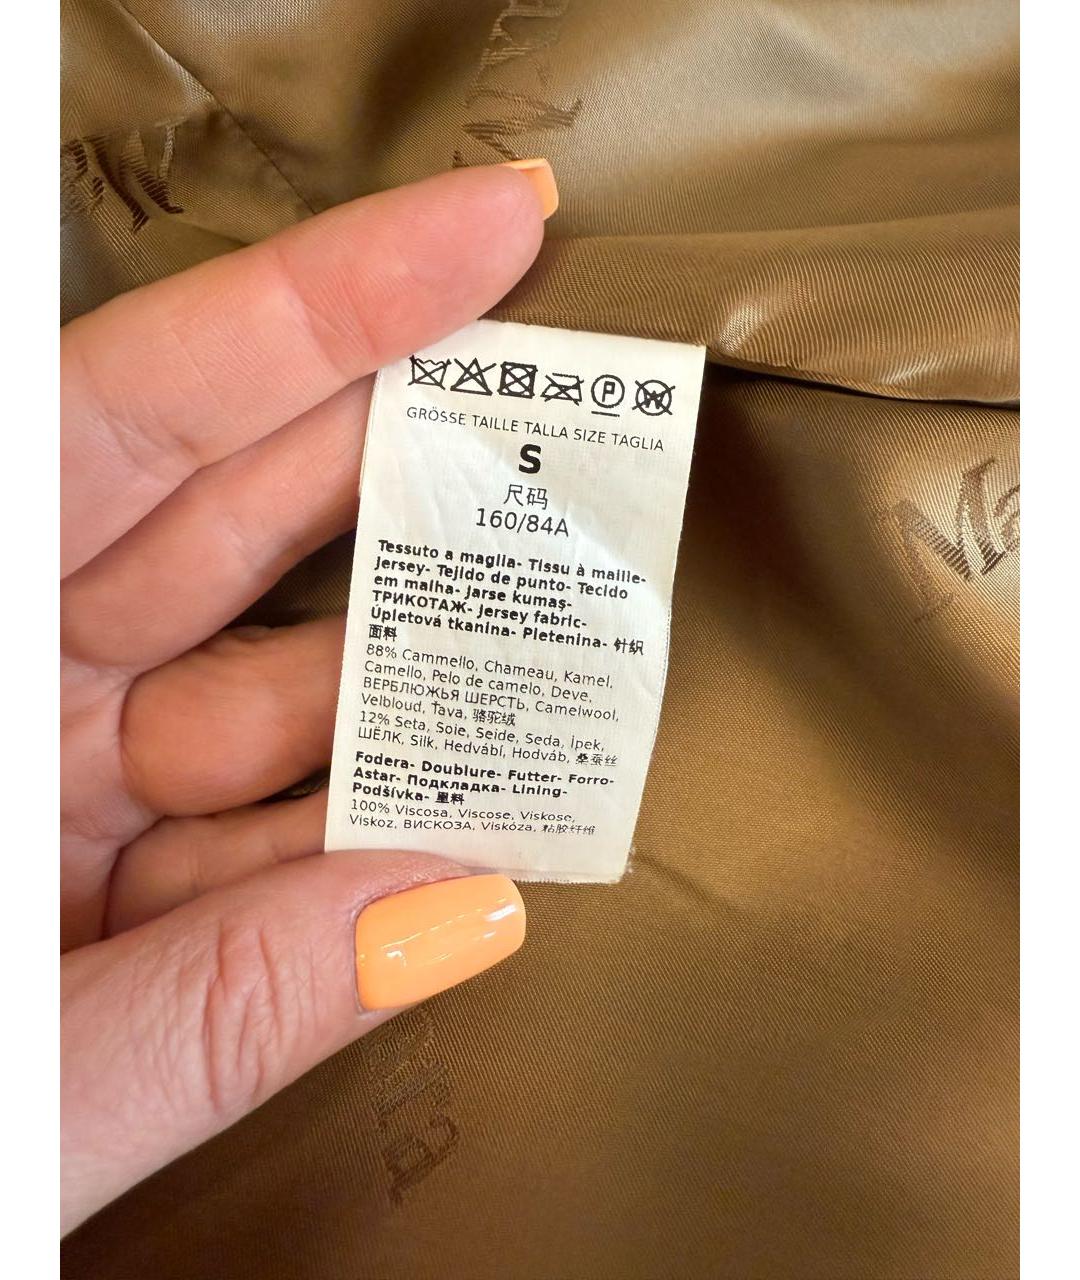 P W
GRÖSSE TAILLE TALLA SIZE TAGLIA
S
尺码
160/84A
Tessuto a maglia- Tissu à maille-
Jersey- Tejido de punto- Tecido
em malha- Jarse kumaş-
ТРИКОТАЖ- Jersey fabric-
Úpletová tkanina- Pletenina- 针织
面料
88% Cammello, Chameau, Kamel,
Camello, Pelo de camelo, Deve,
ВЕРБЛЮЖЬЯ ШЕРСТЬ, Camelwool,
Velbloud, Ťava, 骆驼绒
12% Seta, Soie, Seide, Seda, İpek,
ШЁЛК, Silk, Hedvábí, Hodváb, 桑蚕丝
Fodera- Doublure- Futter- Forro-
Astar- Подкладка- Lining-
Podšívka- 里料
100% Viscosa, Viscose, Viskose,
Viskoz, ВИСКОЗА, Viskóza, 粘胶纤维
Ma